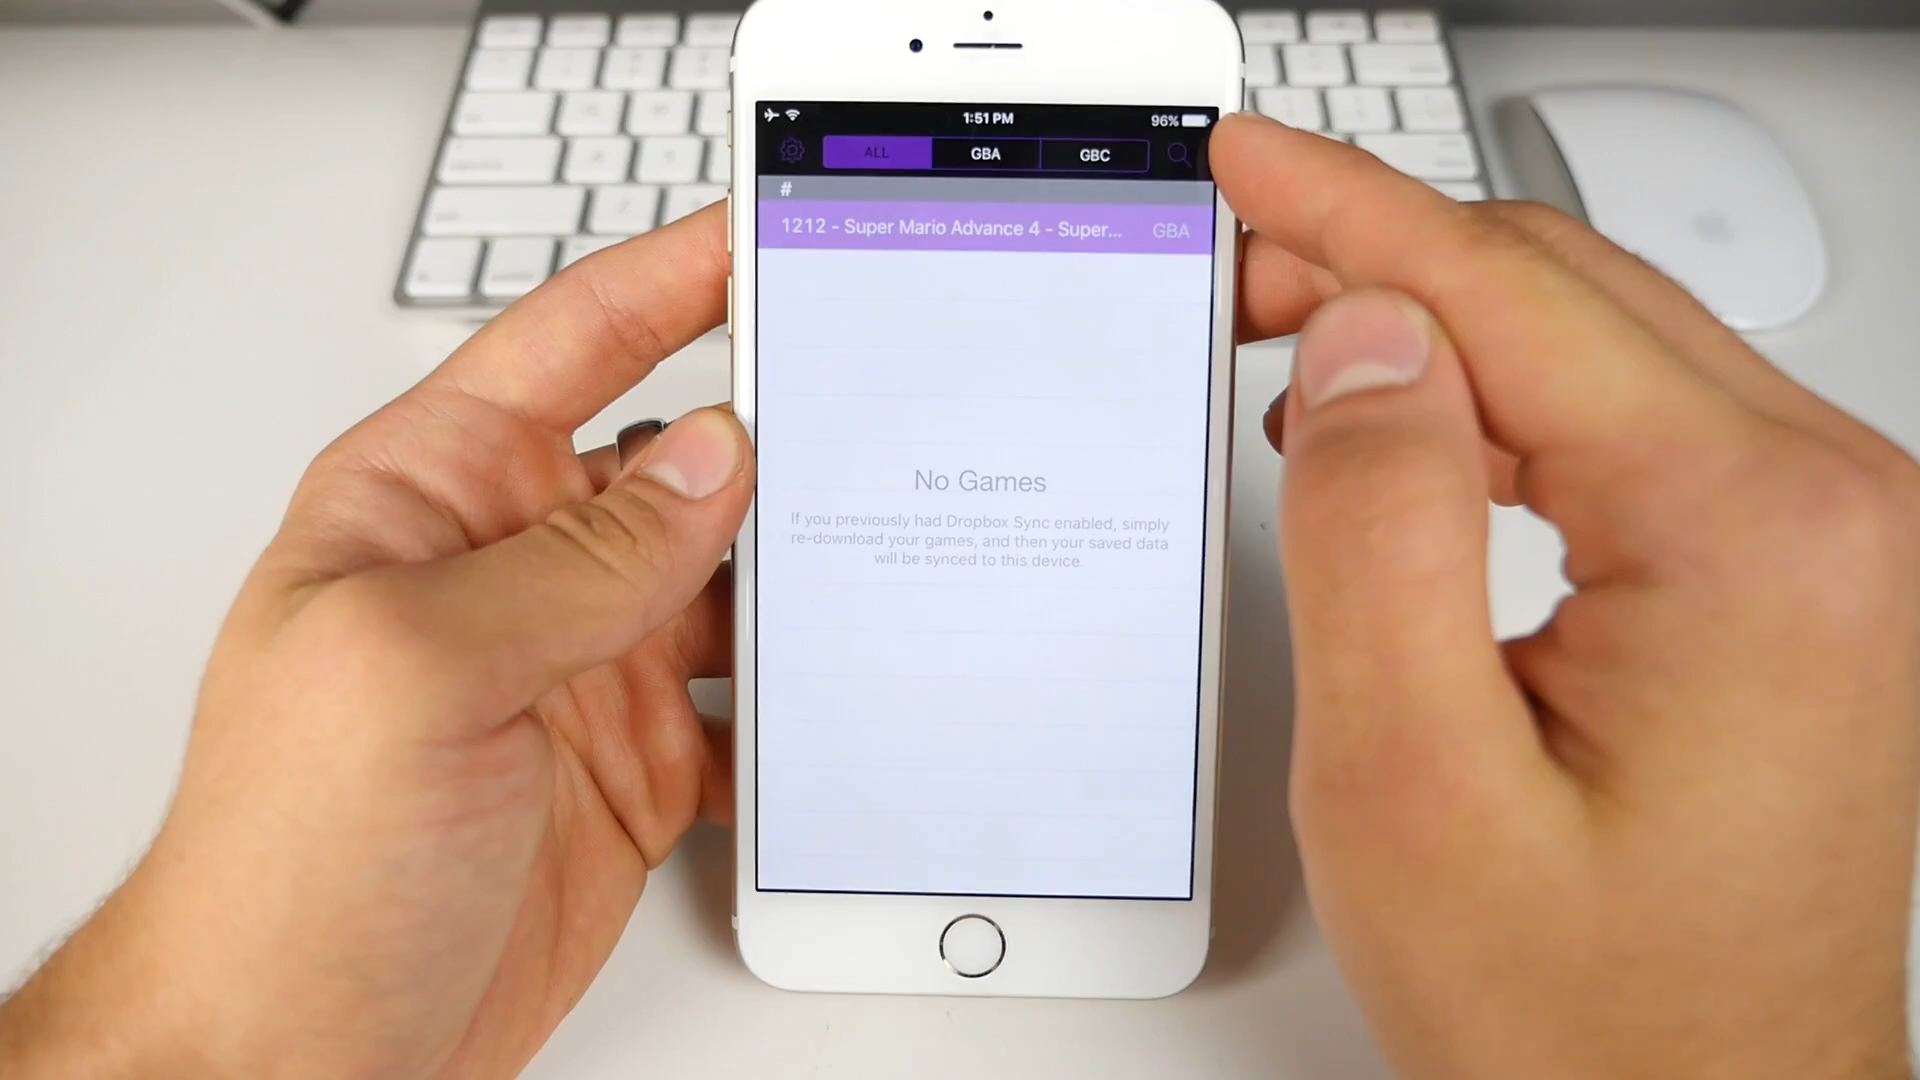 1:51 PM
96%
ALL
GBA
GBC
#
1212 - Super Mario Advance 4 - Super...
GBA
No Games
If you previously had Dropbox Sync enabled, simply
re-download your games, and then your saved data
will be synced to this device.